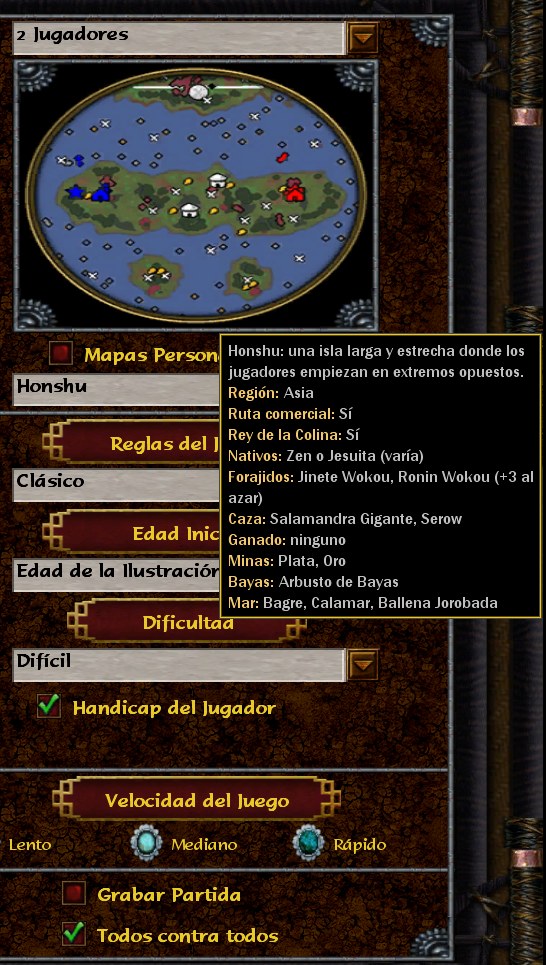 2 Jugadores
Mapas Person
Honshu
Honshu: una isla larga y estrecha donde los
jugadores empiezan en extremos opuestos.
Región: Asia
Ruta comercial: Sí
Rey de la Colina: Sí
Nativos: Zen o Jesuita (varía)
Forajidos: Jinete Wokou, Ronin Wokou (+3 al
azar)
Caza: Salamandra Gigante, Serow
Ganado: ninguno
Minas: Plata, Oro
Bayas: Arbusto de Bayas
Mar: Bagre, Calamar, Ballena Jorobada
Reglas del J
Clásico
Edad Inic
Edad de la Ilustración
Dificultad
Difícil
Handicap del Jugador
Velocidad del Juego
Lento Mediano Rápido
Grabar Partida
Todos contra todos